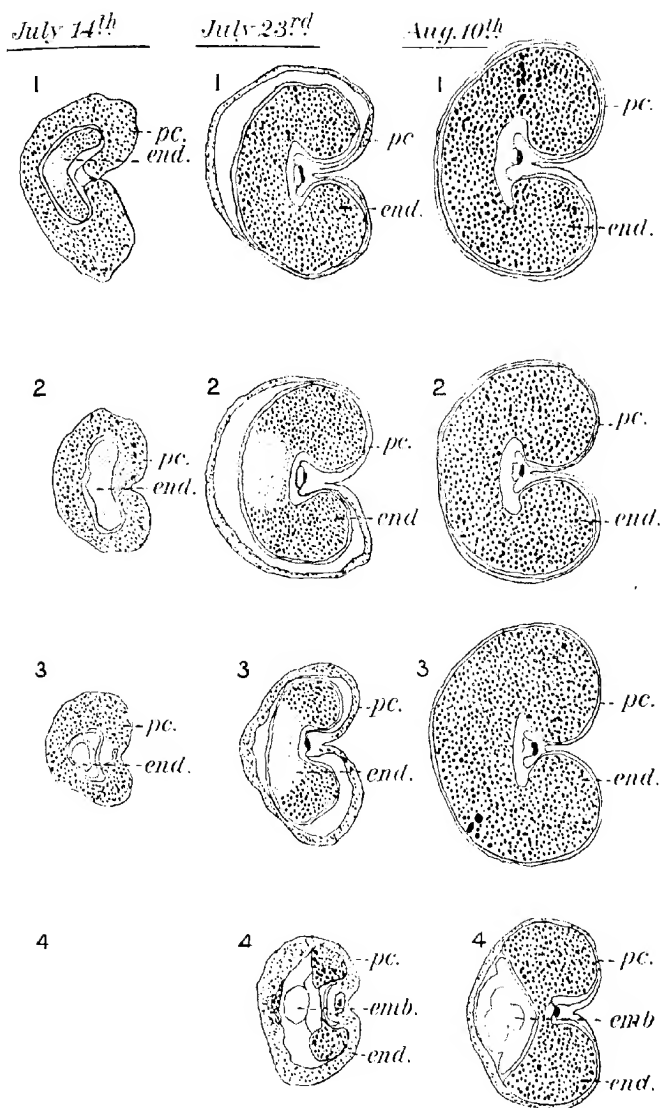 July 14th July 23rd Aug. 10th
1 1 1
pc. pc pc.
end. end. end.
2 2 2
pc. pc. pc.
end. end end.
3 3 3
pc. pc. pc.
end. end. end.
4 4 4
pc. pc.
emb. emb
end. end.